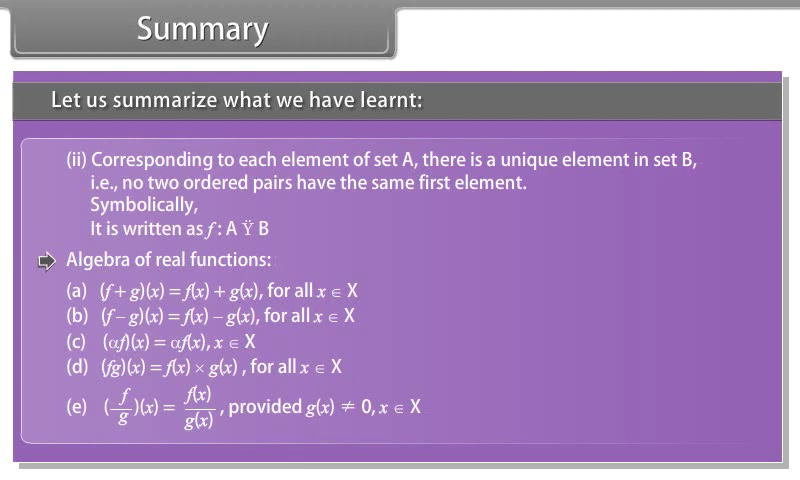 Summary
Let us summarize what we have learnt:
(ii) Corresponding to each element of set A, there is a unique element in set B,
i.e., no two ordered pairs have the same first element.
Symbolically,
It is written as f : A Ÿ B
Algebra of real functions:
(a) (f + g)(x) = f(x) + g(x), for all x ∈ X
(b) (f – g)(x) = f(x) – g(x), for all x ∈ X
(c) (αf)(x) = αf(x), x ∈ X
(d) (fg)(x) = f(x) × g(x) , for all x ∈ X
(e) (f/g)(x) = f(x)/g(x) , provided g(x) ≠ 0, x ∈ X